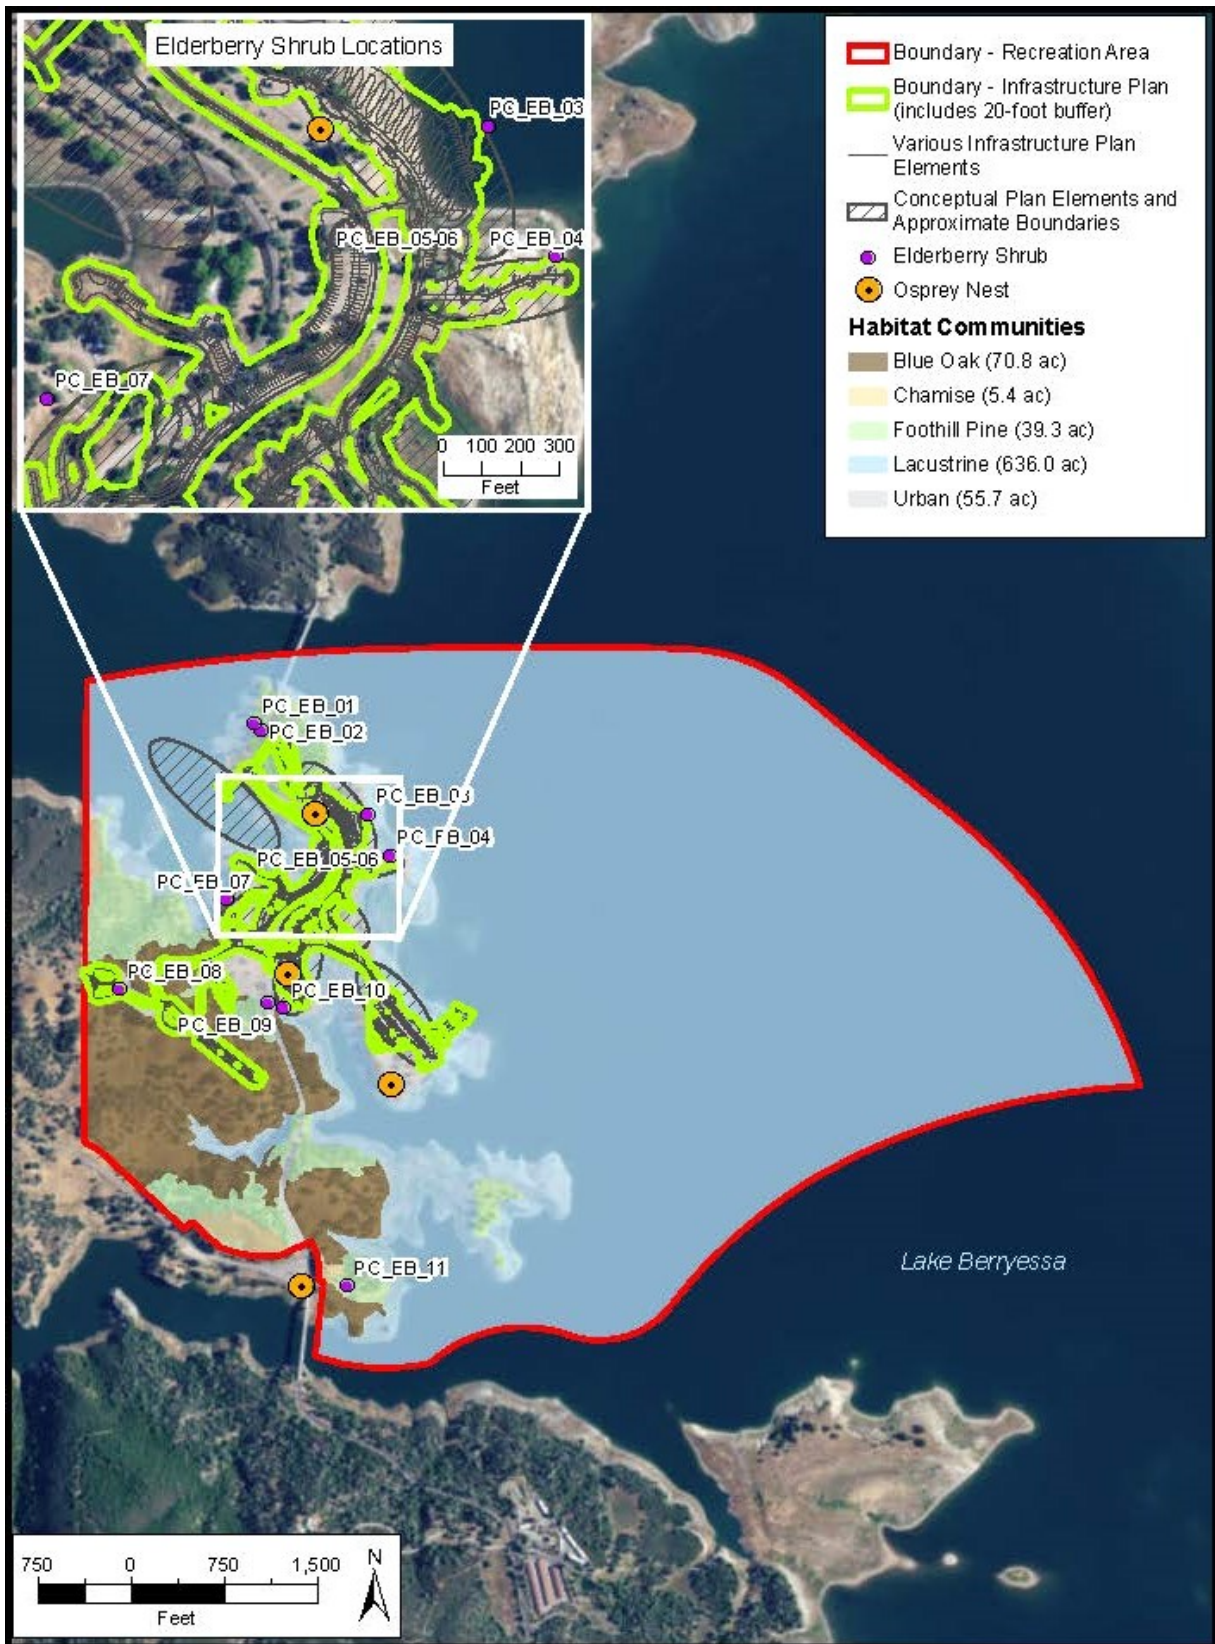 Elderberry Shrub Locations
PC_EB_03
PC_EB_05-06
PC_EB_04
PC_EB_07
0 100 200 300
Feet
Boundary - Recreation Area
Boundary - Infrastructure Plan
(includes 20-foot buffer)
Various Infrastructure Plan
Elements
Conceptual Plan Elements and
Approximate Boundaries
Elderberry Shrub
Osprey Nest
Habitat Communities
Blue Oak (70.8 ac)
Chamise (5.4 ac)
Foothill Pine (39.3 ac)
Lacustrine (636.0 ac)
Urban (55.7 ac)
PC_EB_01
PC_EB_02
PC_EB_03
PC_EB_04
PC_EB_05-06
PC_EB_07
PC_EB_08
PC_EB_10
PC_EB_09
Lake Berryessa
PC_EB_11
750 0 750 1,500
Feet
N